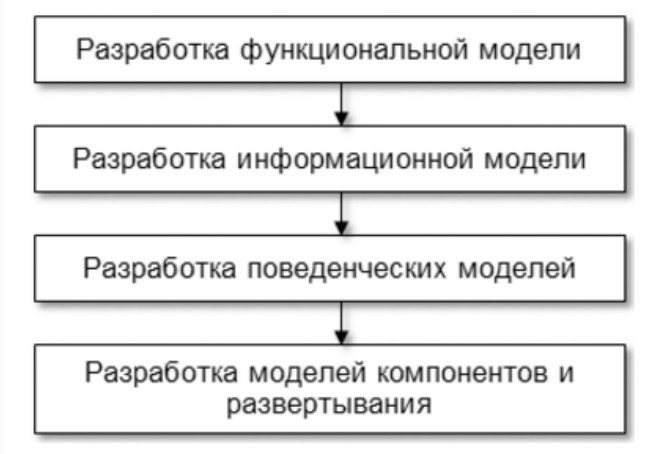 Разработка функциональной модели
Разработка информационной модели
Разработка поведенческих моделей
Разработка моделей компонентов и
развертывания